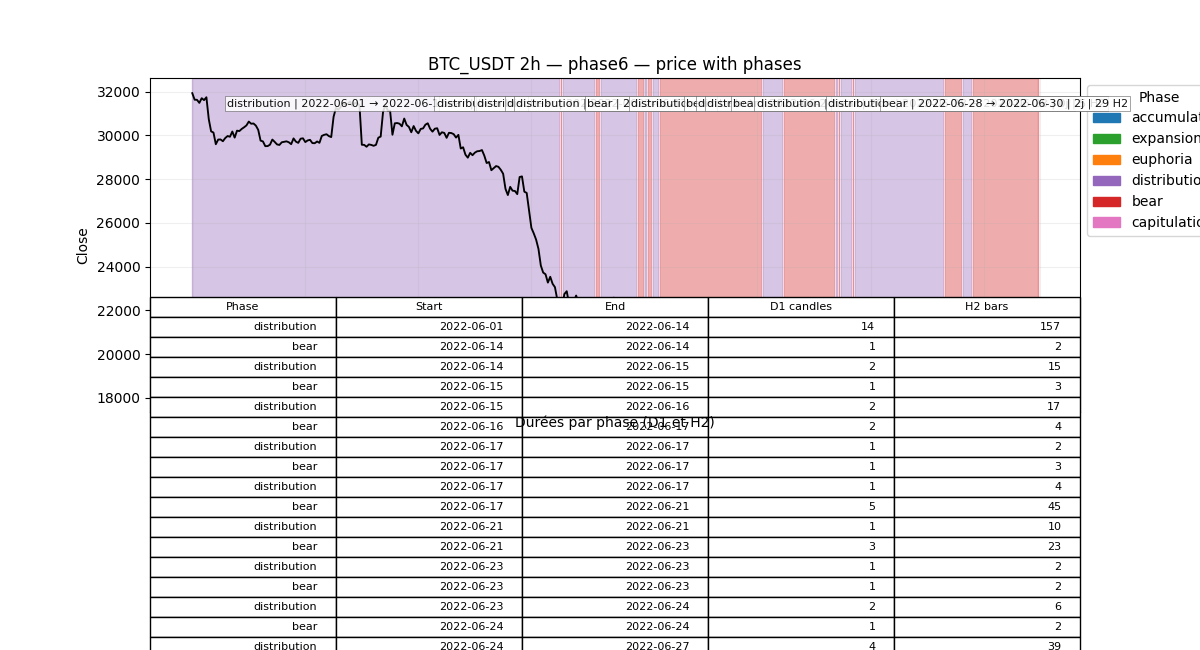 BTC_USDT 2h — phase6 — price with phases
Close
32000
30000
28000
26000
24000
22000
20000
18000
distribution | 2022-06-01 → 2022-06-
distribution |
bear | 2
distribution
bear | 2022-06-28 → 2022-06-30 | 2j | 29 H2
Phase
accumulat
expansion
euphoria
distributio
bear
capitulatio
Durées par phase (D1 et H2)
Phase Start End D1 candles H2 bars
distribution 2022-06-01 2022-06-14 14 157
bear 2022-06-14 2022-06-14 1 2
distribution 2022-06-14 2022-06-15 2 15
bear 2022-06-15 2022-06-15 1 3
distribution 2022-06-15 2022-06-16 2 17
bear 2022-06-16 2022-06-17 2 4
distribution 2022-06-17 2022-06-17 1 2
bear 2022-06-17 2022-06-17 1 3
distribution 2022-06-17 2022-06-17 1 4
bear 2022-06-17 2022-06-21 5 45
distribution 2022-06-21 2022-06-21 1 10
bear 2022-06-21 2022-06-23 3 23
distribution 2022-06-23 2022-06-23 1 2
bear 2022-06-23 2022-06-23 1 2
distribution 2022-06-23 2022-06-24 2 6
bear 2022-06-24 2022-06-24 1 2
distribution 2022-06-24 2022-06-27 4 39